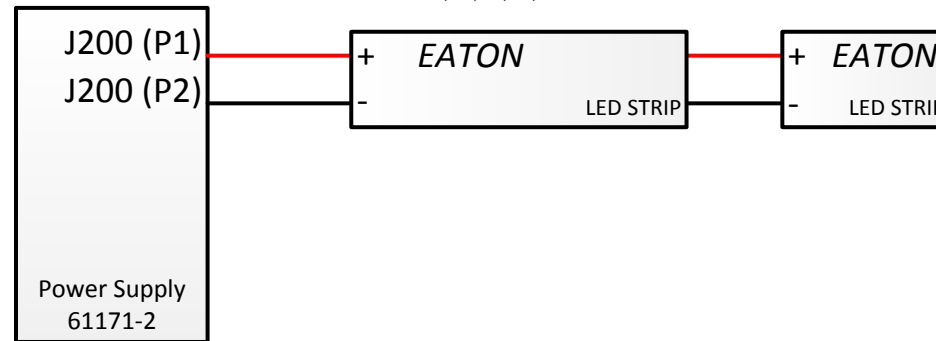 J200 (P1)
J200 (P2)
+ EATON
-
LED STRIP
+ EATON
-
LED STRIP
Power Supply
61171-2